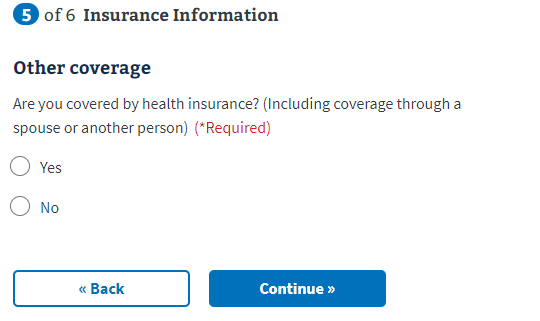 5 of 6 Insurance Information
Other coverage
Are you covered by health insurance? (Including coverage through a
spouse or another person) (*Required)
Yes
No
« Back
Continue »